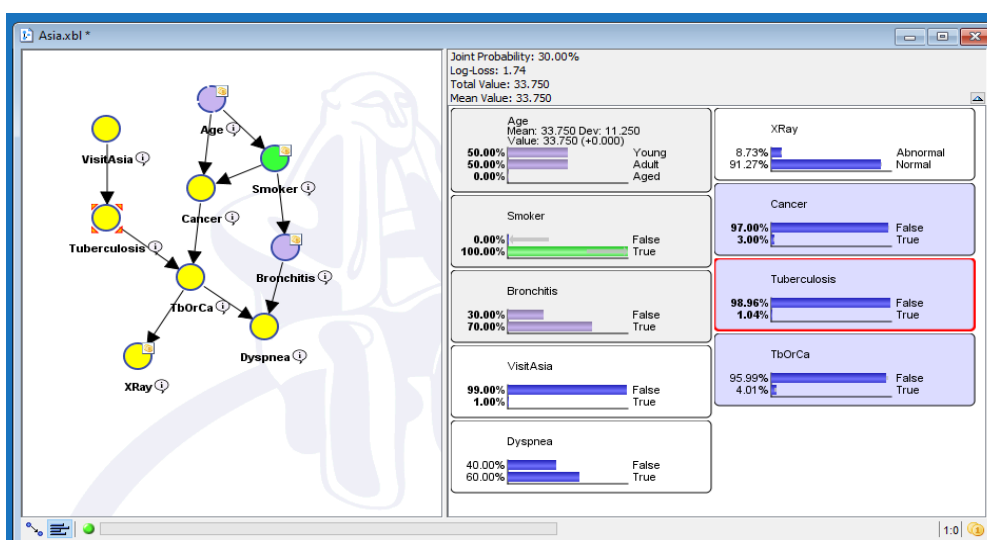 Asia.xbl *
Age
VisitAsia
Smoker
Cancer
Tuberculosis
Bronchitis
TbOrCa
Dyspnea
XRay
Joint Probability: 30.00%
Log-Loss: 1.74
Total Value: 33.750
Mean Value: 33.750
Age
Mean: 33.750 Dev: 11.250
Value: 33.750 (+0.000)
50.00% Young
50.00% Adult
0.00% Aged
Smoker
0.00% False
100.00% True
Bronchitis
30.00% False
70.00% True
VisitAsia
99.00% False
1.00% True
Dyspnea
40.00% False
60.00% True
XRay
8.73% Abnormal
91.27% Normal
Cancer
97.00% False
3.00% True
Tuberculosis
98.96% False
1.04% True
TbOrCa
95.99% False
4.01% True
1:0